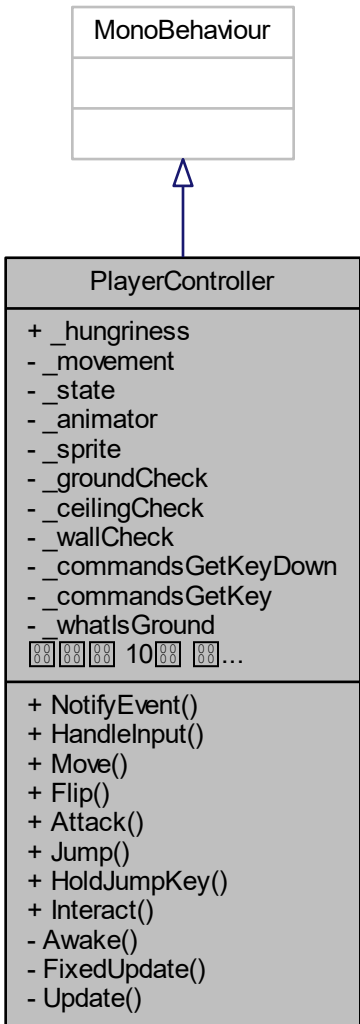 MonoBehaviour
PlayerController
+ _hungriness
- _movement
- _state
- _animator
- _sprite
- _groundCheck
- _ceilingCheck
- _wallCheck
- _commandsGetKeyDown
- _commandsGetKey
- _whatIsGround
10 ...
+ NotifyEvent()
+ HandleInput()
+ Move()
+ Flip()
+ Attack()
+ Jump()
+ HoldJumpKey()
+ Interact()
- Awake()
- FixedUpdate()
- Update()